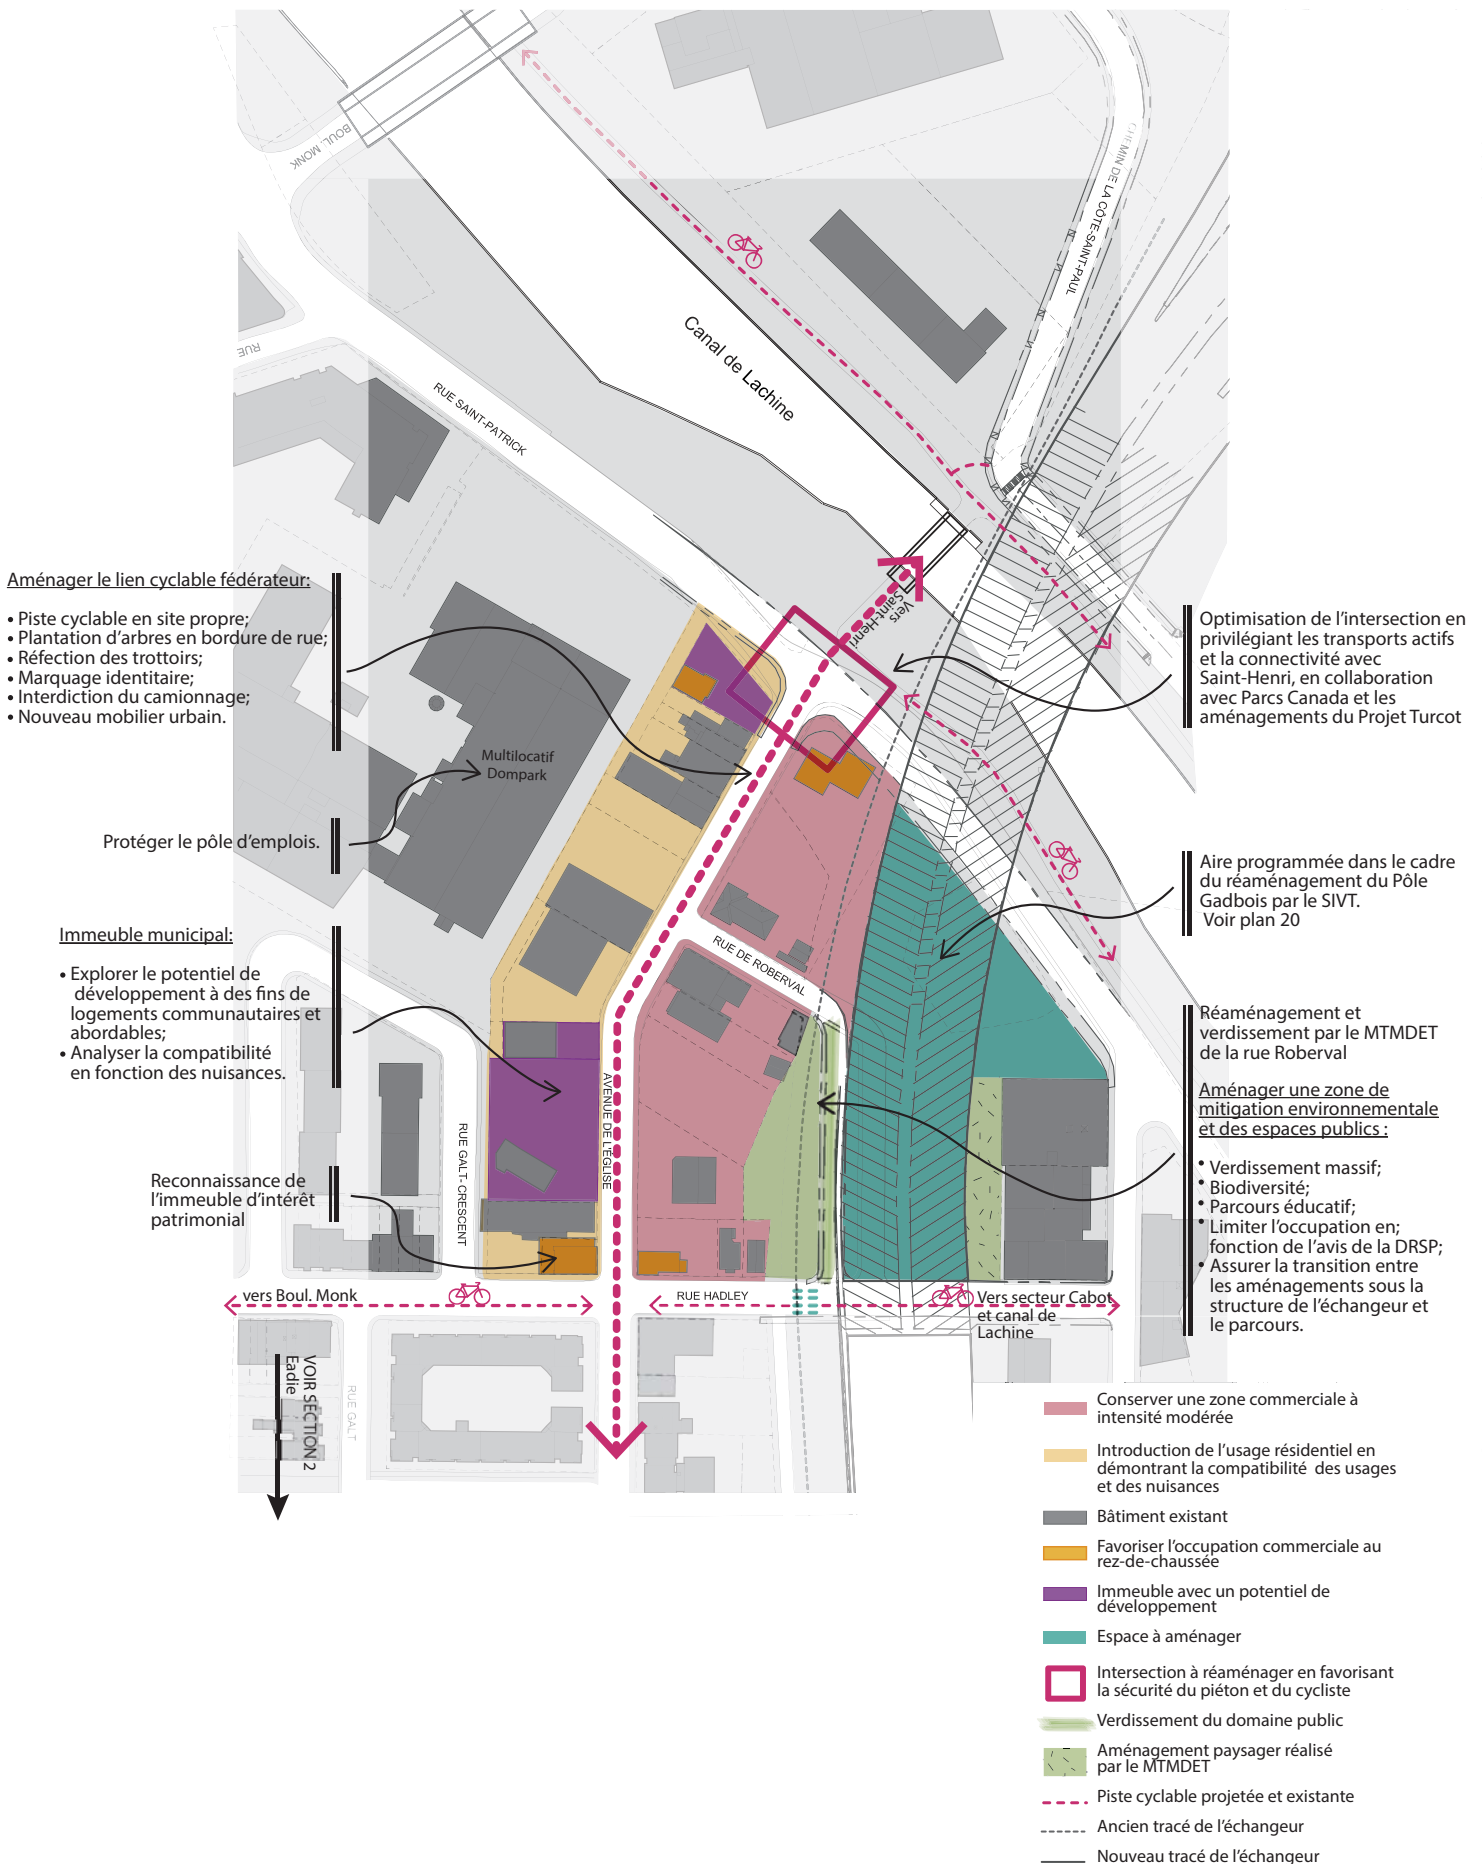 BOUL. MONK
CHEMIN DE LA CÔTE-SAINT-PAUL
RUE
RUE SAINT-PATRICK
Canal de Lachine
Vers
Saint-Henri
Aménager le lien cyclable fédérateur:
• Piste cyclable en site propre;
• Plantation d'arbres en bordure de rue;
• Réfection des trottoirs;
• Marquage identitaire;
• Interdiction du camionnage;
• Nouveau mobilier urbain.
Optimisation de l'intersection en
privilégiant les transports actifs
et la connectivité avec
Saint-Henri, en collaboration
avec Parcs Canada et les
aménagements du Projet Turcot
Multilocatif
Dompark
Protéger le pôle d'emplois.
Aire programmée dans le cadre
du réaménagement du Pôle
Gadbois par le SIVT.
Voir plan 20
Immeuble municipal:
• Explorer le potentiel de
développement à des fins de
logements communautaires et
abordables;
• Analyser la compatibilité
en fonction des nuisances.
RUE DE ROBERVAL
Réaménagement et
verdissement par le MTMDET
de la rue Roberval
Aménager une zone de
mitigation environnementale
et des espaces publics :
• Verdissement massif;
• Biodiversité;
• Parcours éducatif;
• Limiter l'occupation en;
fonction de l'avis de la DRSP;
• Assurer la transition entre
les aménagements sous la
structure de l'échangeur et
le parcours.
AVENUE DE L'ÉGLISE
RUE GALT- CRESCENT
Reconnaissance de
l'immeuble d'intérêt
patrimonial
vers Boul. Monk
RUE HADLEY
Vers secteur Cabot
et canal de
Lachine
VOIR SECTION 2
Eadie
RUE GALT
Conserver une zone commerciale à
intensité modérée
Introduction de l'usage résidentiel en
démontrant la compatibilité des usages
et des nuisances
Bâtiment existant
Favoriser l'occupation commerciale au
rez-de-chaussée
Immeuble avec un potentiel de
développement
Espace à aménager
Intersection à réaménager en favorisant
la sécurité du piéton et du cycliste
Verdissement du domaine public
Aménagement paysager réalisé
par le MTMDET
Piste cyclable projetée et existante
Ancien tracé de l'échangeur
Nouveau tracé de l'échangeur